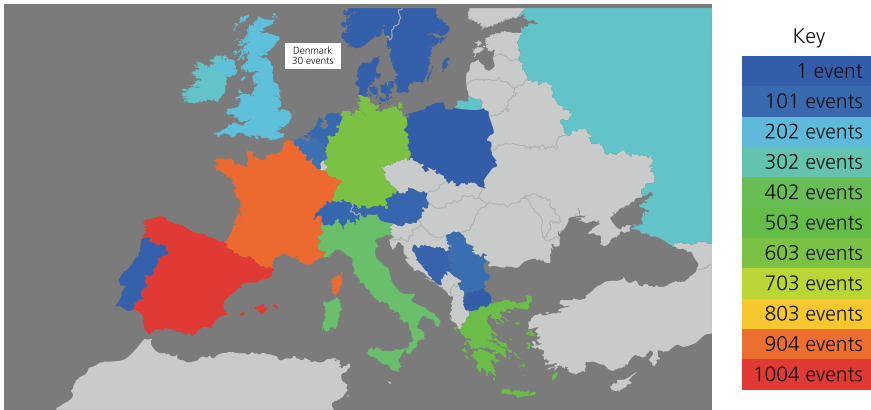 Denmark
30 events
Key
1 event
101 events
202 events
302 events
402 events
503 events
603 events
703 events
803 events
904 events
1004 events